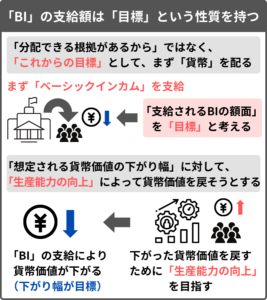 「BI」の支給額は「目標」という性質を持つ
「分配できる根拠があるから」ではなく、
「これからの目標」として、まず「貨幣」を配る
まず「ベーシックインカム」を支給
¥
「支給されるBIの額面」
を「目標」と考える
「想定される貨幣価値の下がり幅」に対して、
「生産能力の向上」によって貨幣価値を戻そうとする
¥
¥
「BI」の支給により
貨幣価値が下がる
（下がり幅が目標）
下がった貨幣価値を戻す
ために「生産能力の向上」
を目指す